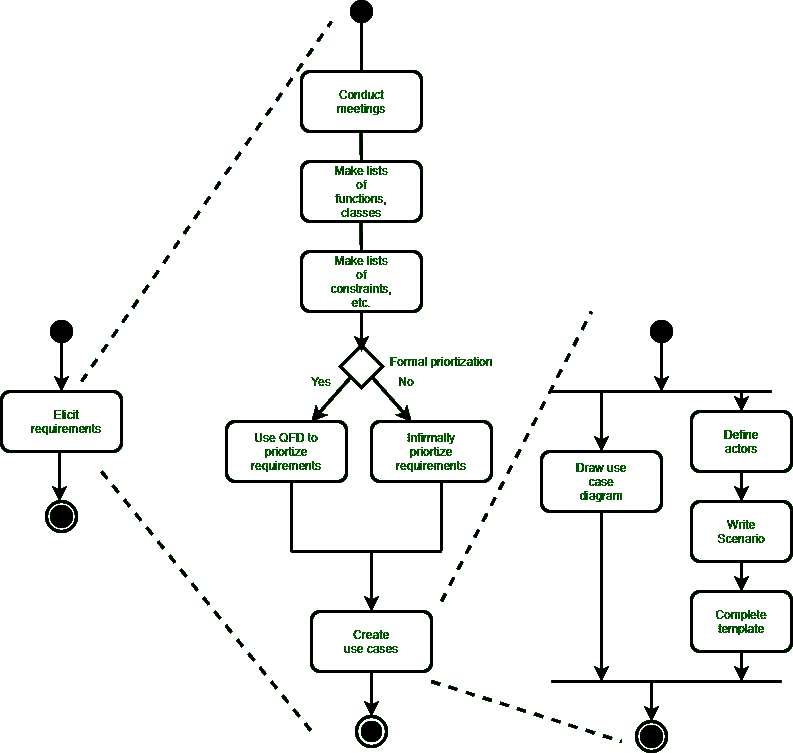 Conduct
meetings
Make lists
of
functions,
classes
Make lists
of
constraints,
etc.
Formal priortization
Yes
No
Elicit
requirements
Use QFD to
priortize
requirements
Infirmally
priortize
requirements
Create
use cases
Draw use
case
diagram
Define
actors
Write
Scenario
Complete
template